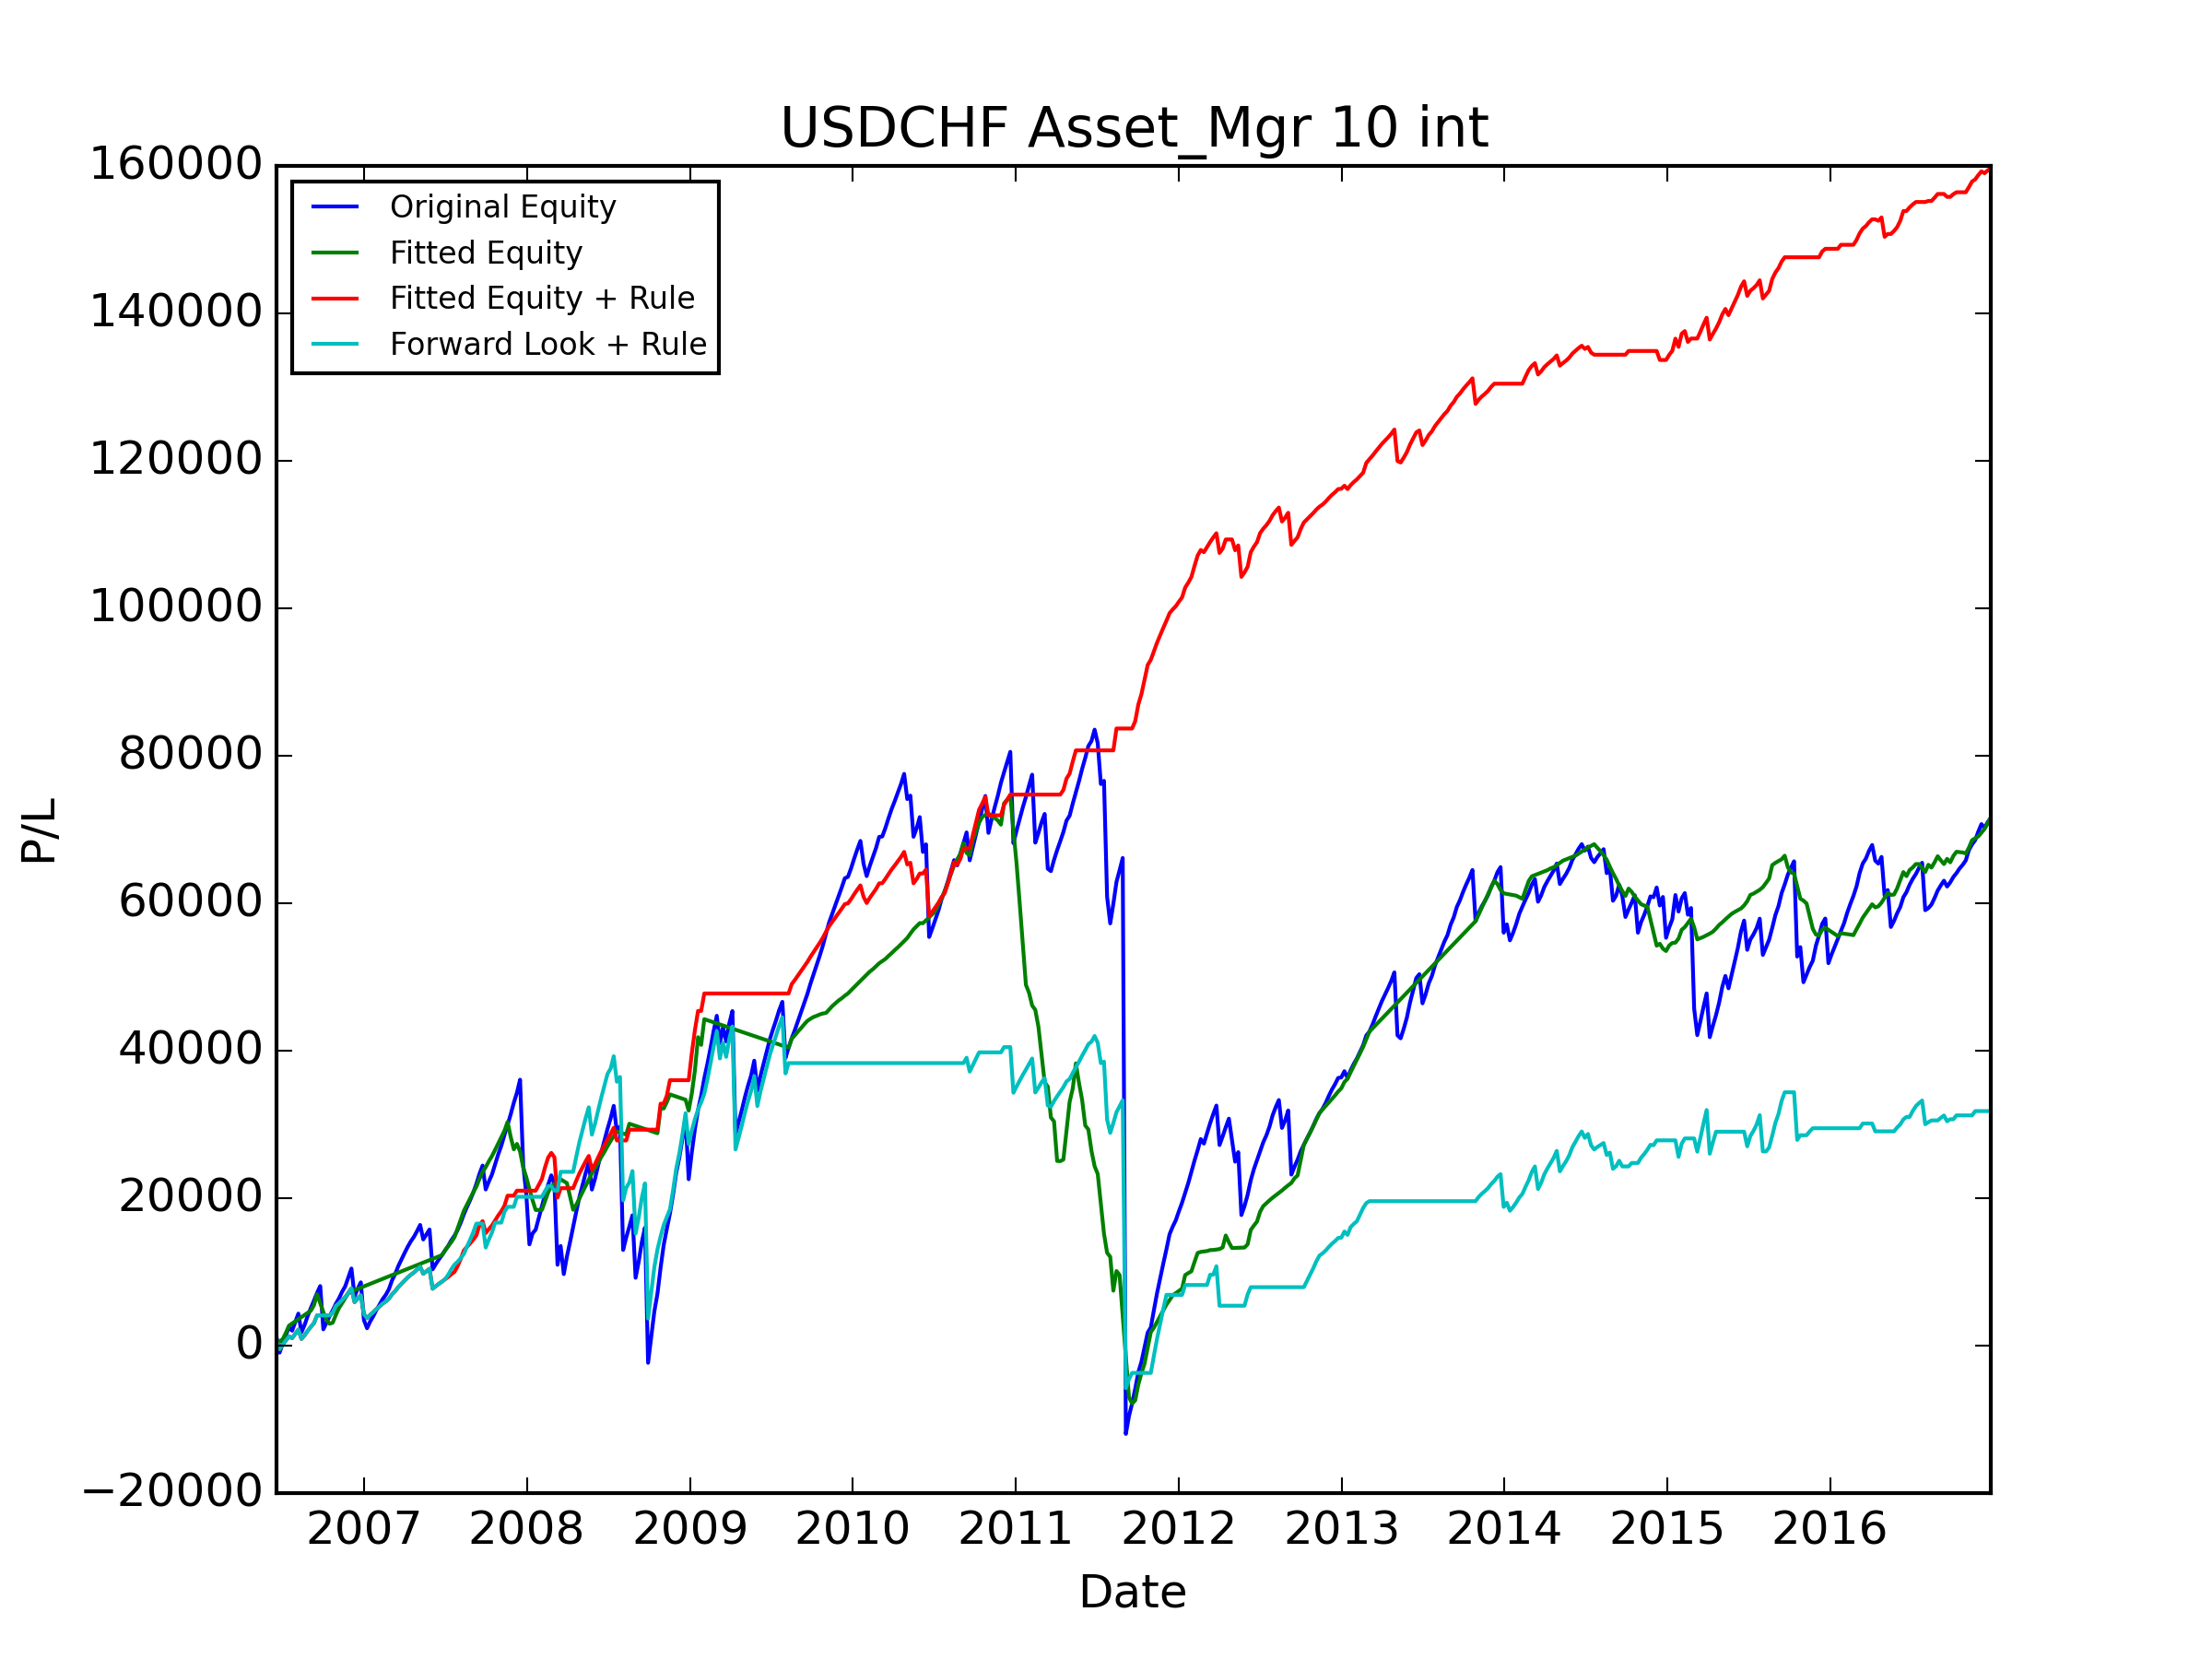 USDCHF Asset_Mgr 10 int
160000
140000
120000
100000
80000
60000
40000
20000
0
−20000
Original Equity
Fitted Equity
Fitted Equity + Rule
Forward Look + Rule
P/L
2007 2008 2009 2010 2011 2012 2013 2014 2015 2016
Date